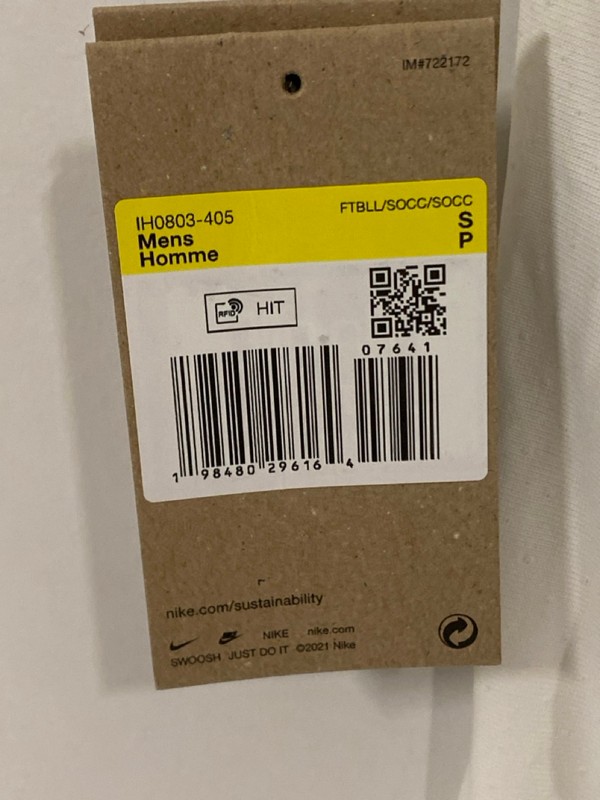 IM#722172
IH0803-405
FTBLL/SOCC/SOCC
Mens
S
Homme
P
RFID HIT
07641
1 98480 29616 4
nike.com/sustainability
NIKE nike.com
SWOOSH JUST DO IT ©2021 Nike